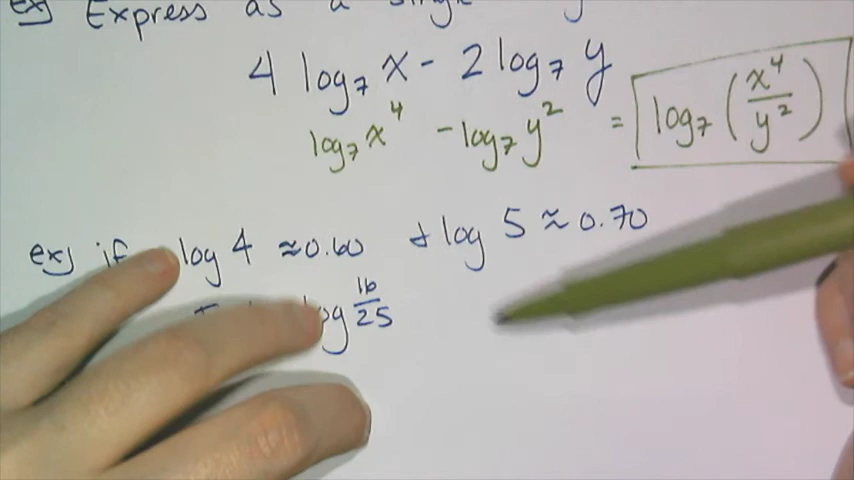 ex) Express as a single
4 log₇ x - 2 log₇ y
log₇ x⁴ - log₇ y² = log₇ (x⁴/y²)
ex) if log 4 ≈ 0.60 + log 5 ≈ 0.70
log 16/25